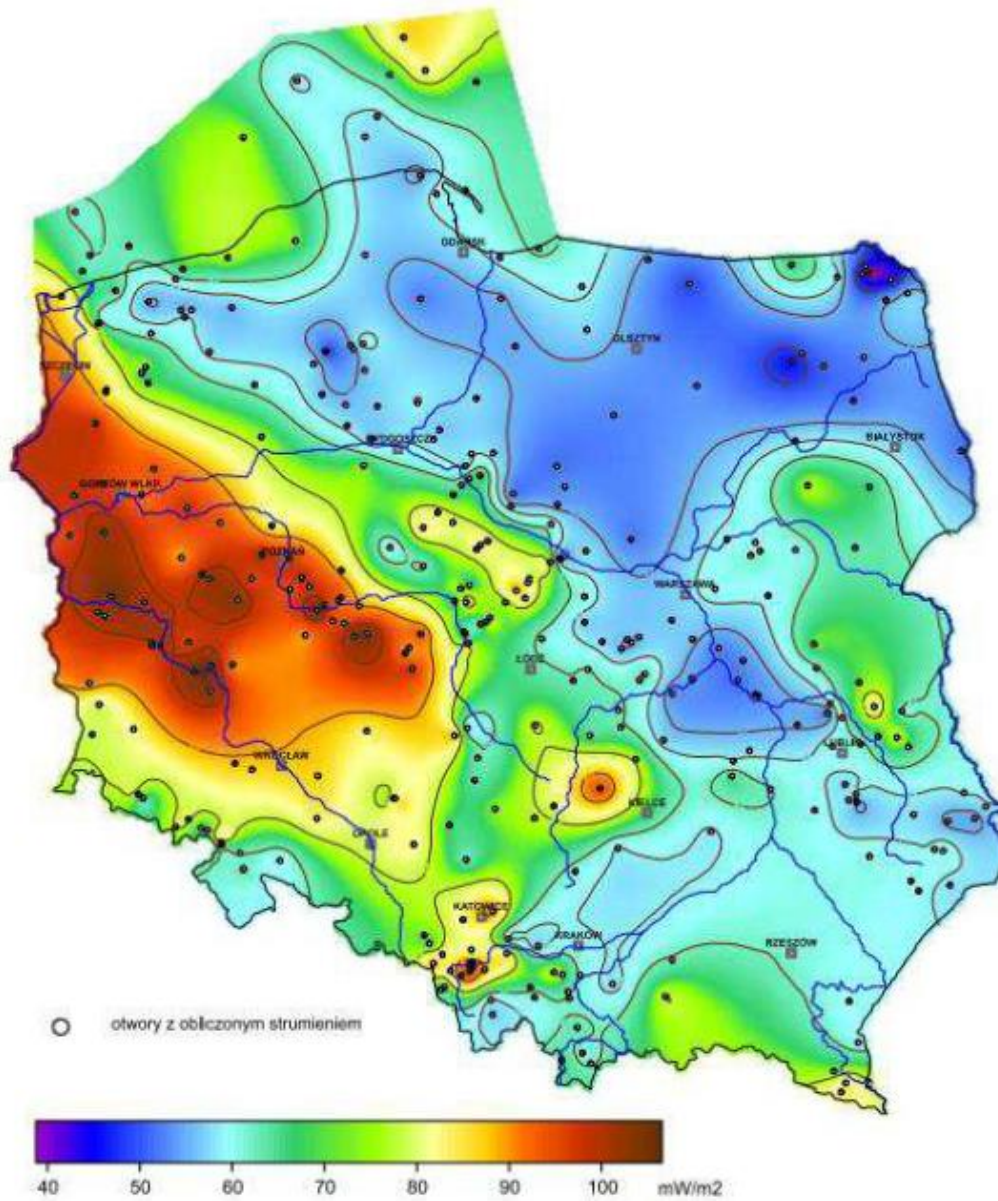 GDAŃSK
OLSZTYN
SZCZECIN
BYDGOSZCZ
BIAŁYSTOK
GORZÓW WLKP.
POZNAŃ
WARSZAWA
ŁÓDŹ
WROCŁAW
LUBLIN
KIELCE
OPOLE
KATOWICE
KRAKÓW
RZESZÓW
otwory z obliczonym strumieniem
40 50 60 70 80 90 100 mW/m2